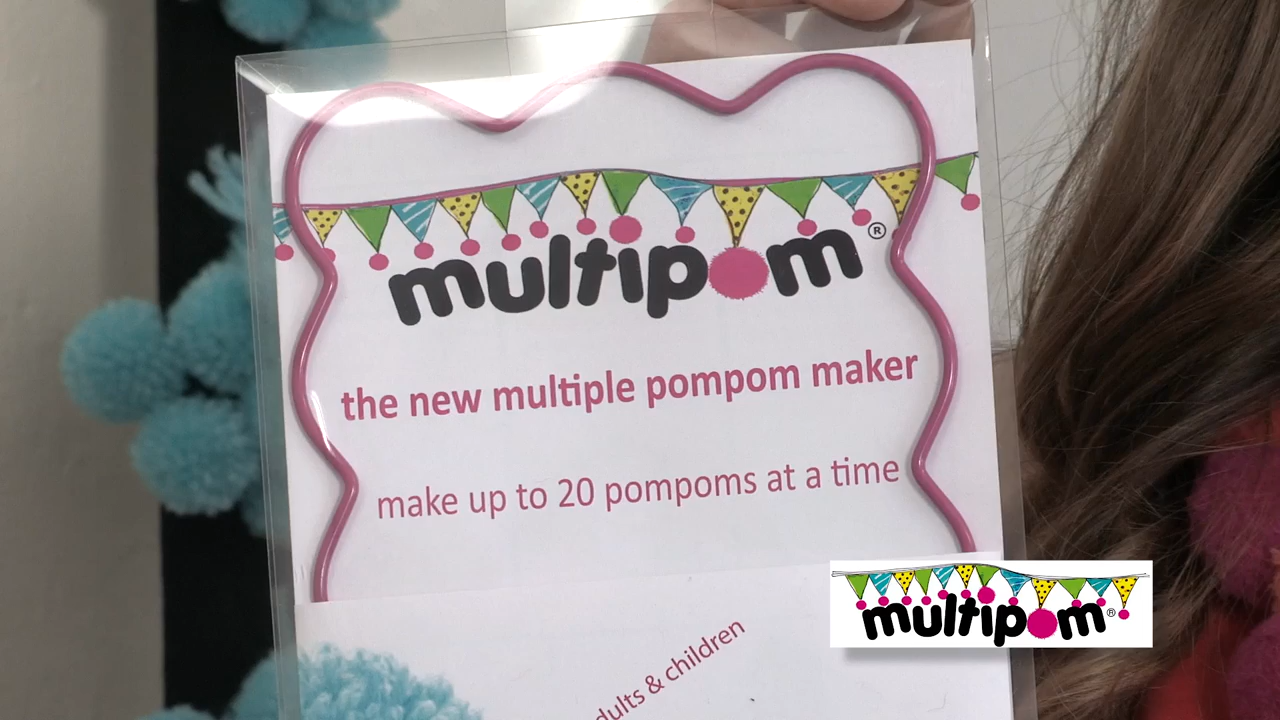 multipom®
the new multiple pompom maker
make up to 20 pompoms at a time
dults & children
multipom®